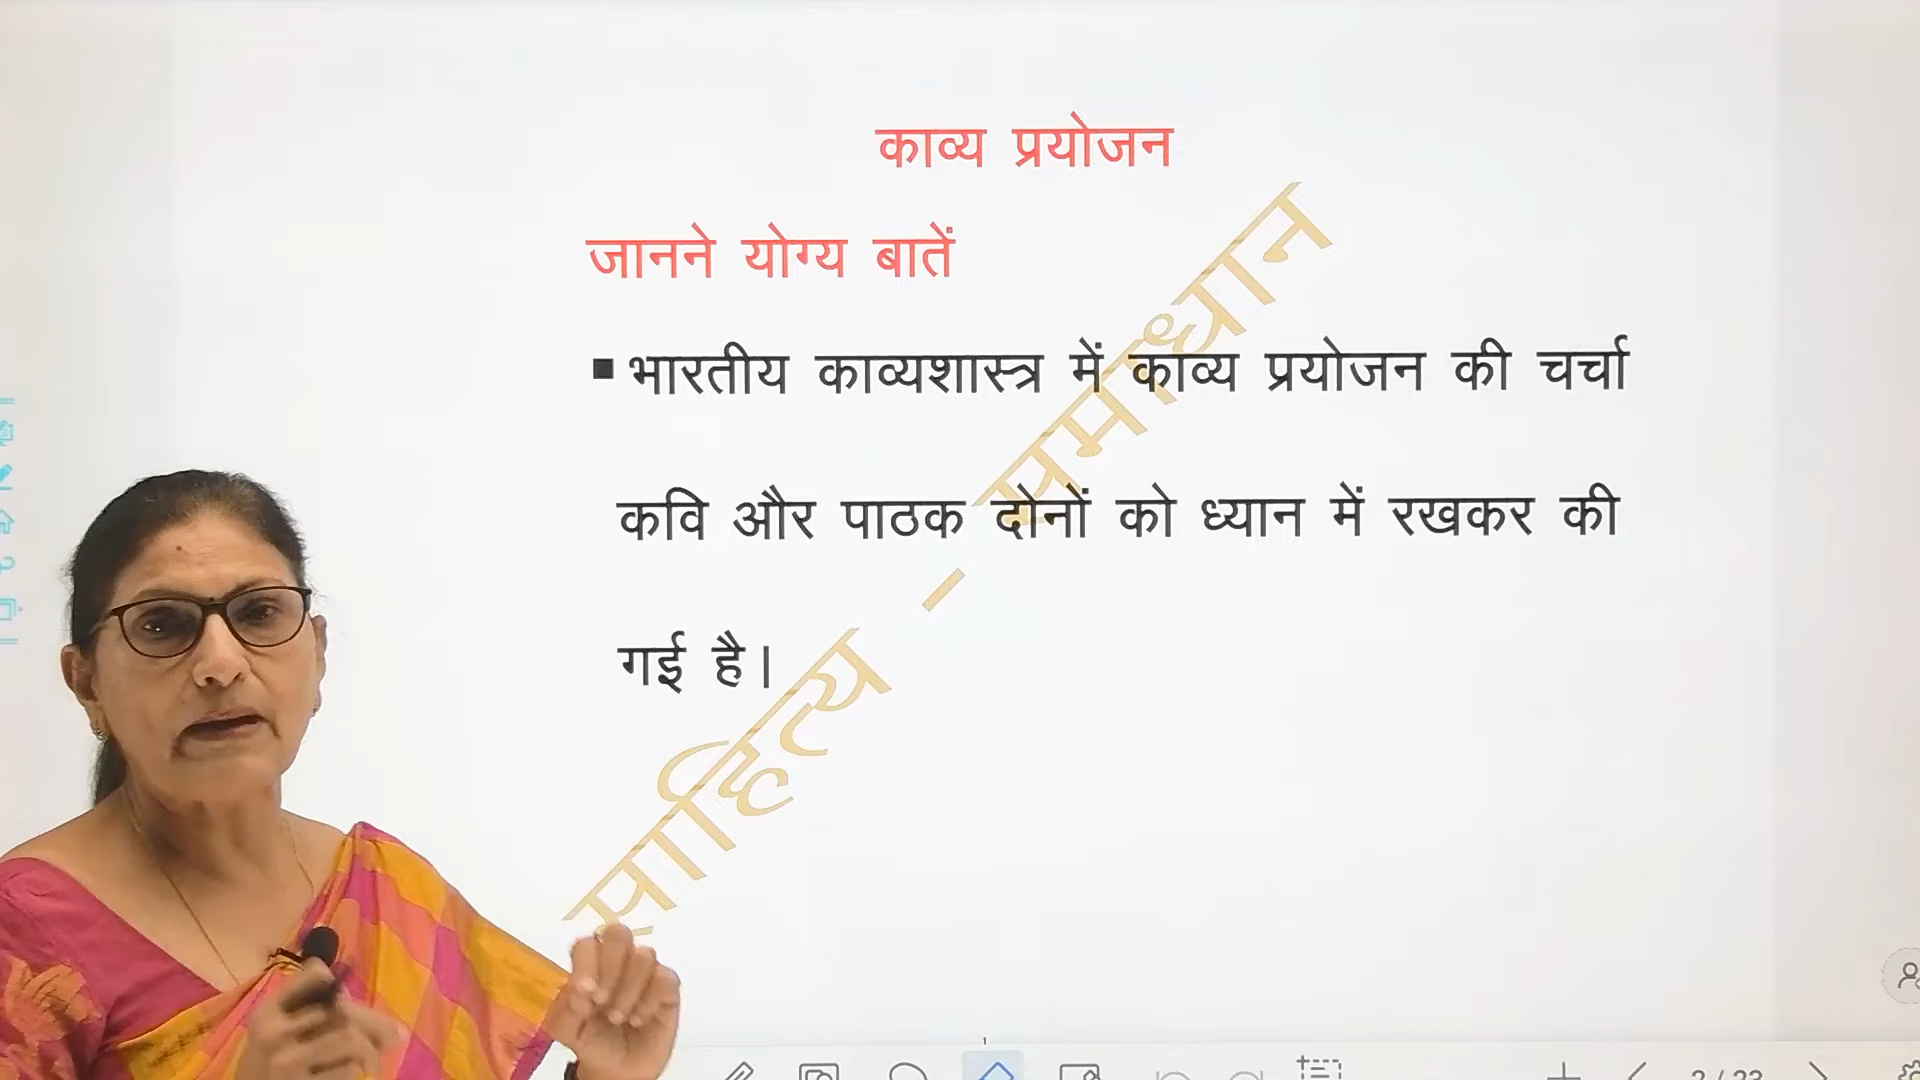 काव्य प्रयोजन
जानने योग्य बातें
▪ भारतीय काव्यशास्त्र में काव्य प्रयोजन की चर्चा
कवि और पाठक दोनों को ध्यान में रखकर की
गई है।
साहित्य - समाधान